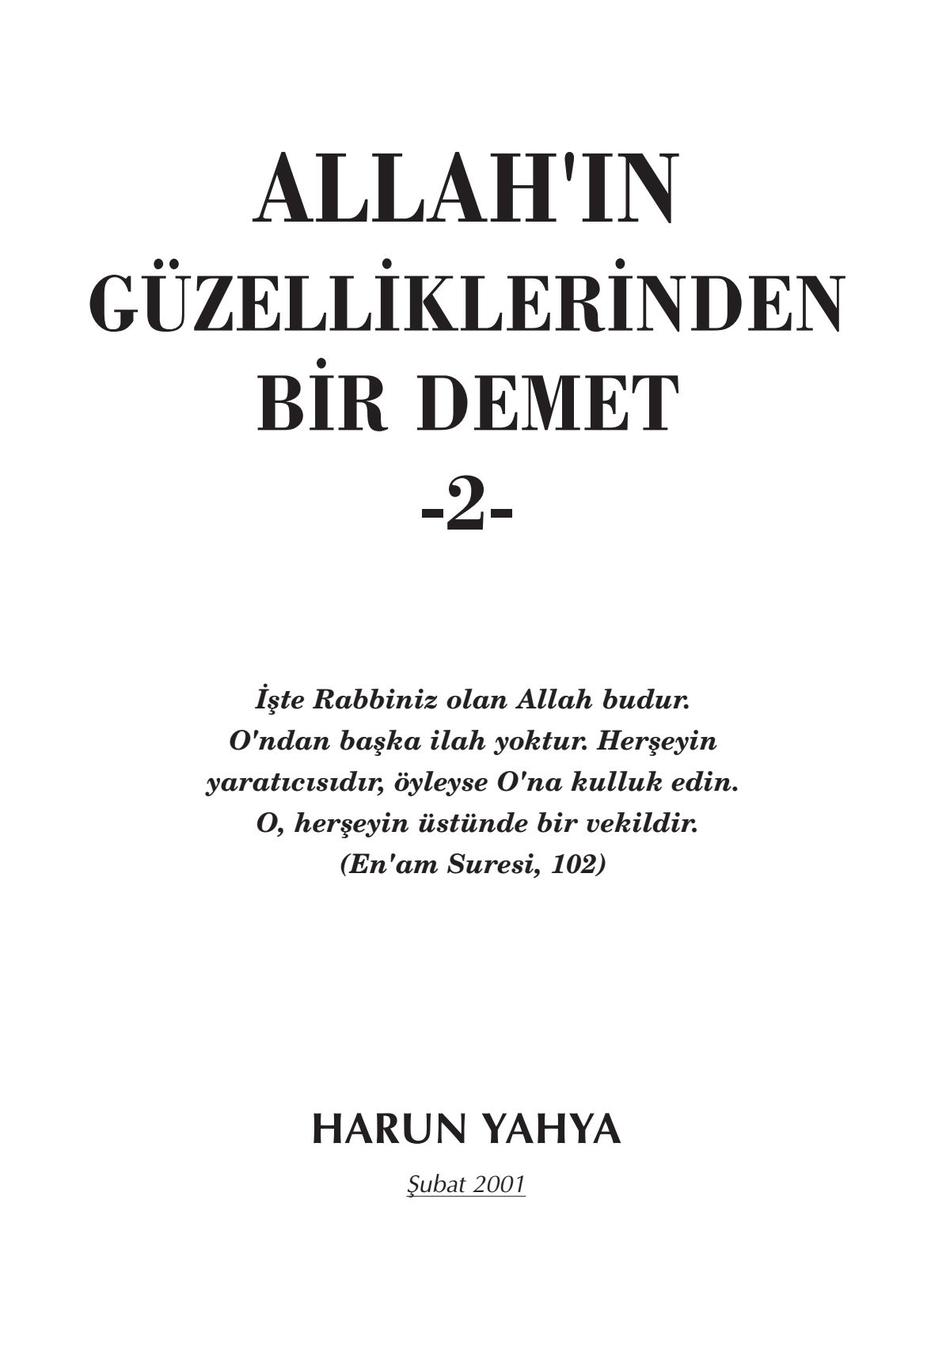 ALLAH'IN
GÜZELLİKLERİNDEN
BİR DEMET
-2-
İşte Rabbiniz olan Allah budur.
O'ndan başka ilah yoktur. Herşeyin
yaratıcısıdır, öyleyse O'na kulluk edin.
O, herşeyin üstünde bir vekildir.
(En'am Suresi, 102)
HARUN YAHYA
Şubat 2001